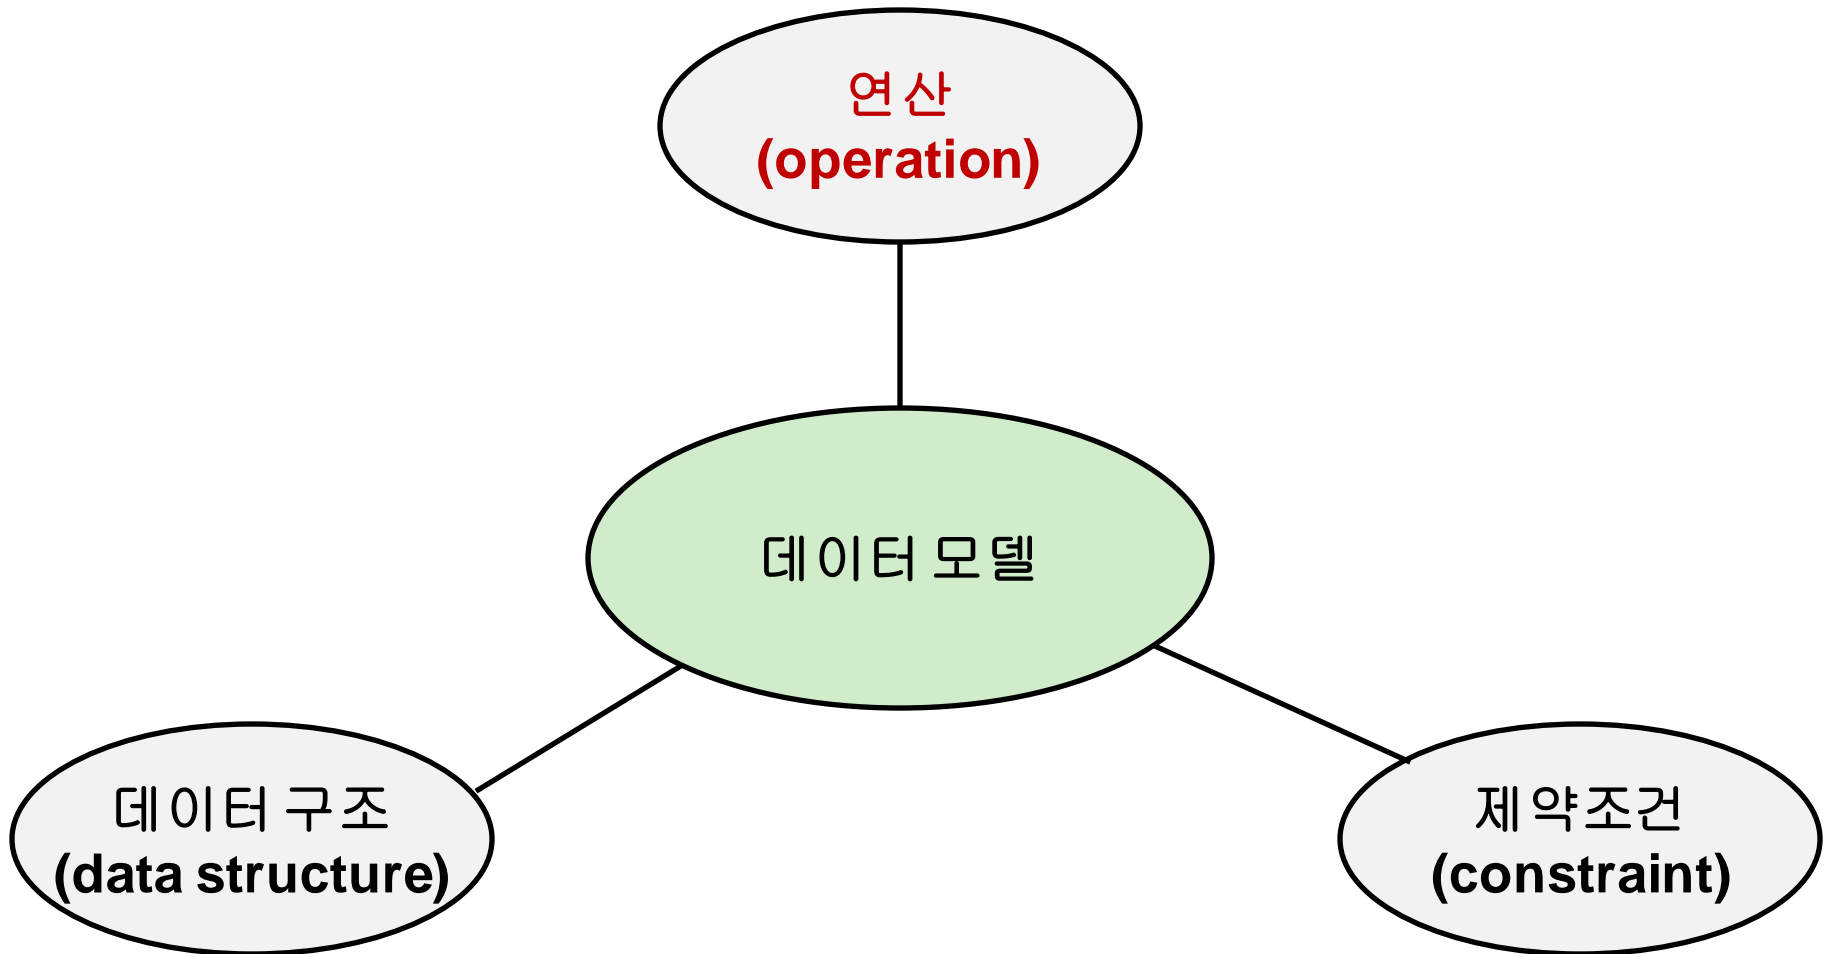 연산
(operation)
데이터 모델
데이터 구조
(data structure)
제약조건
(constraint)